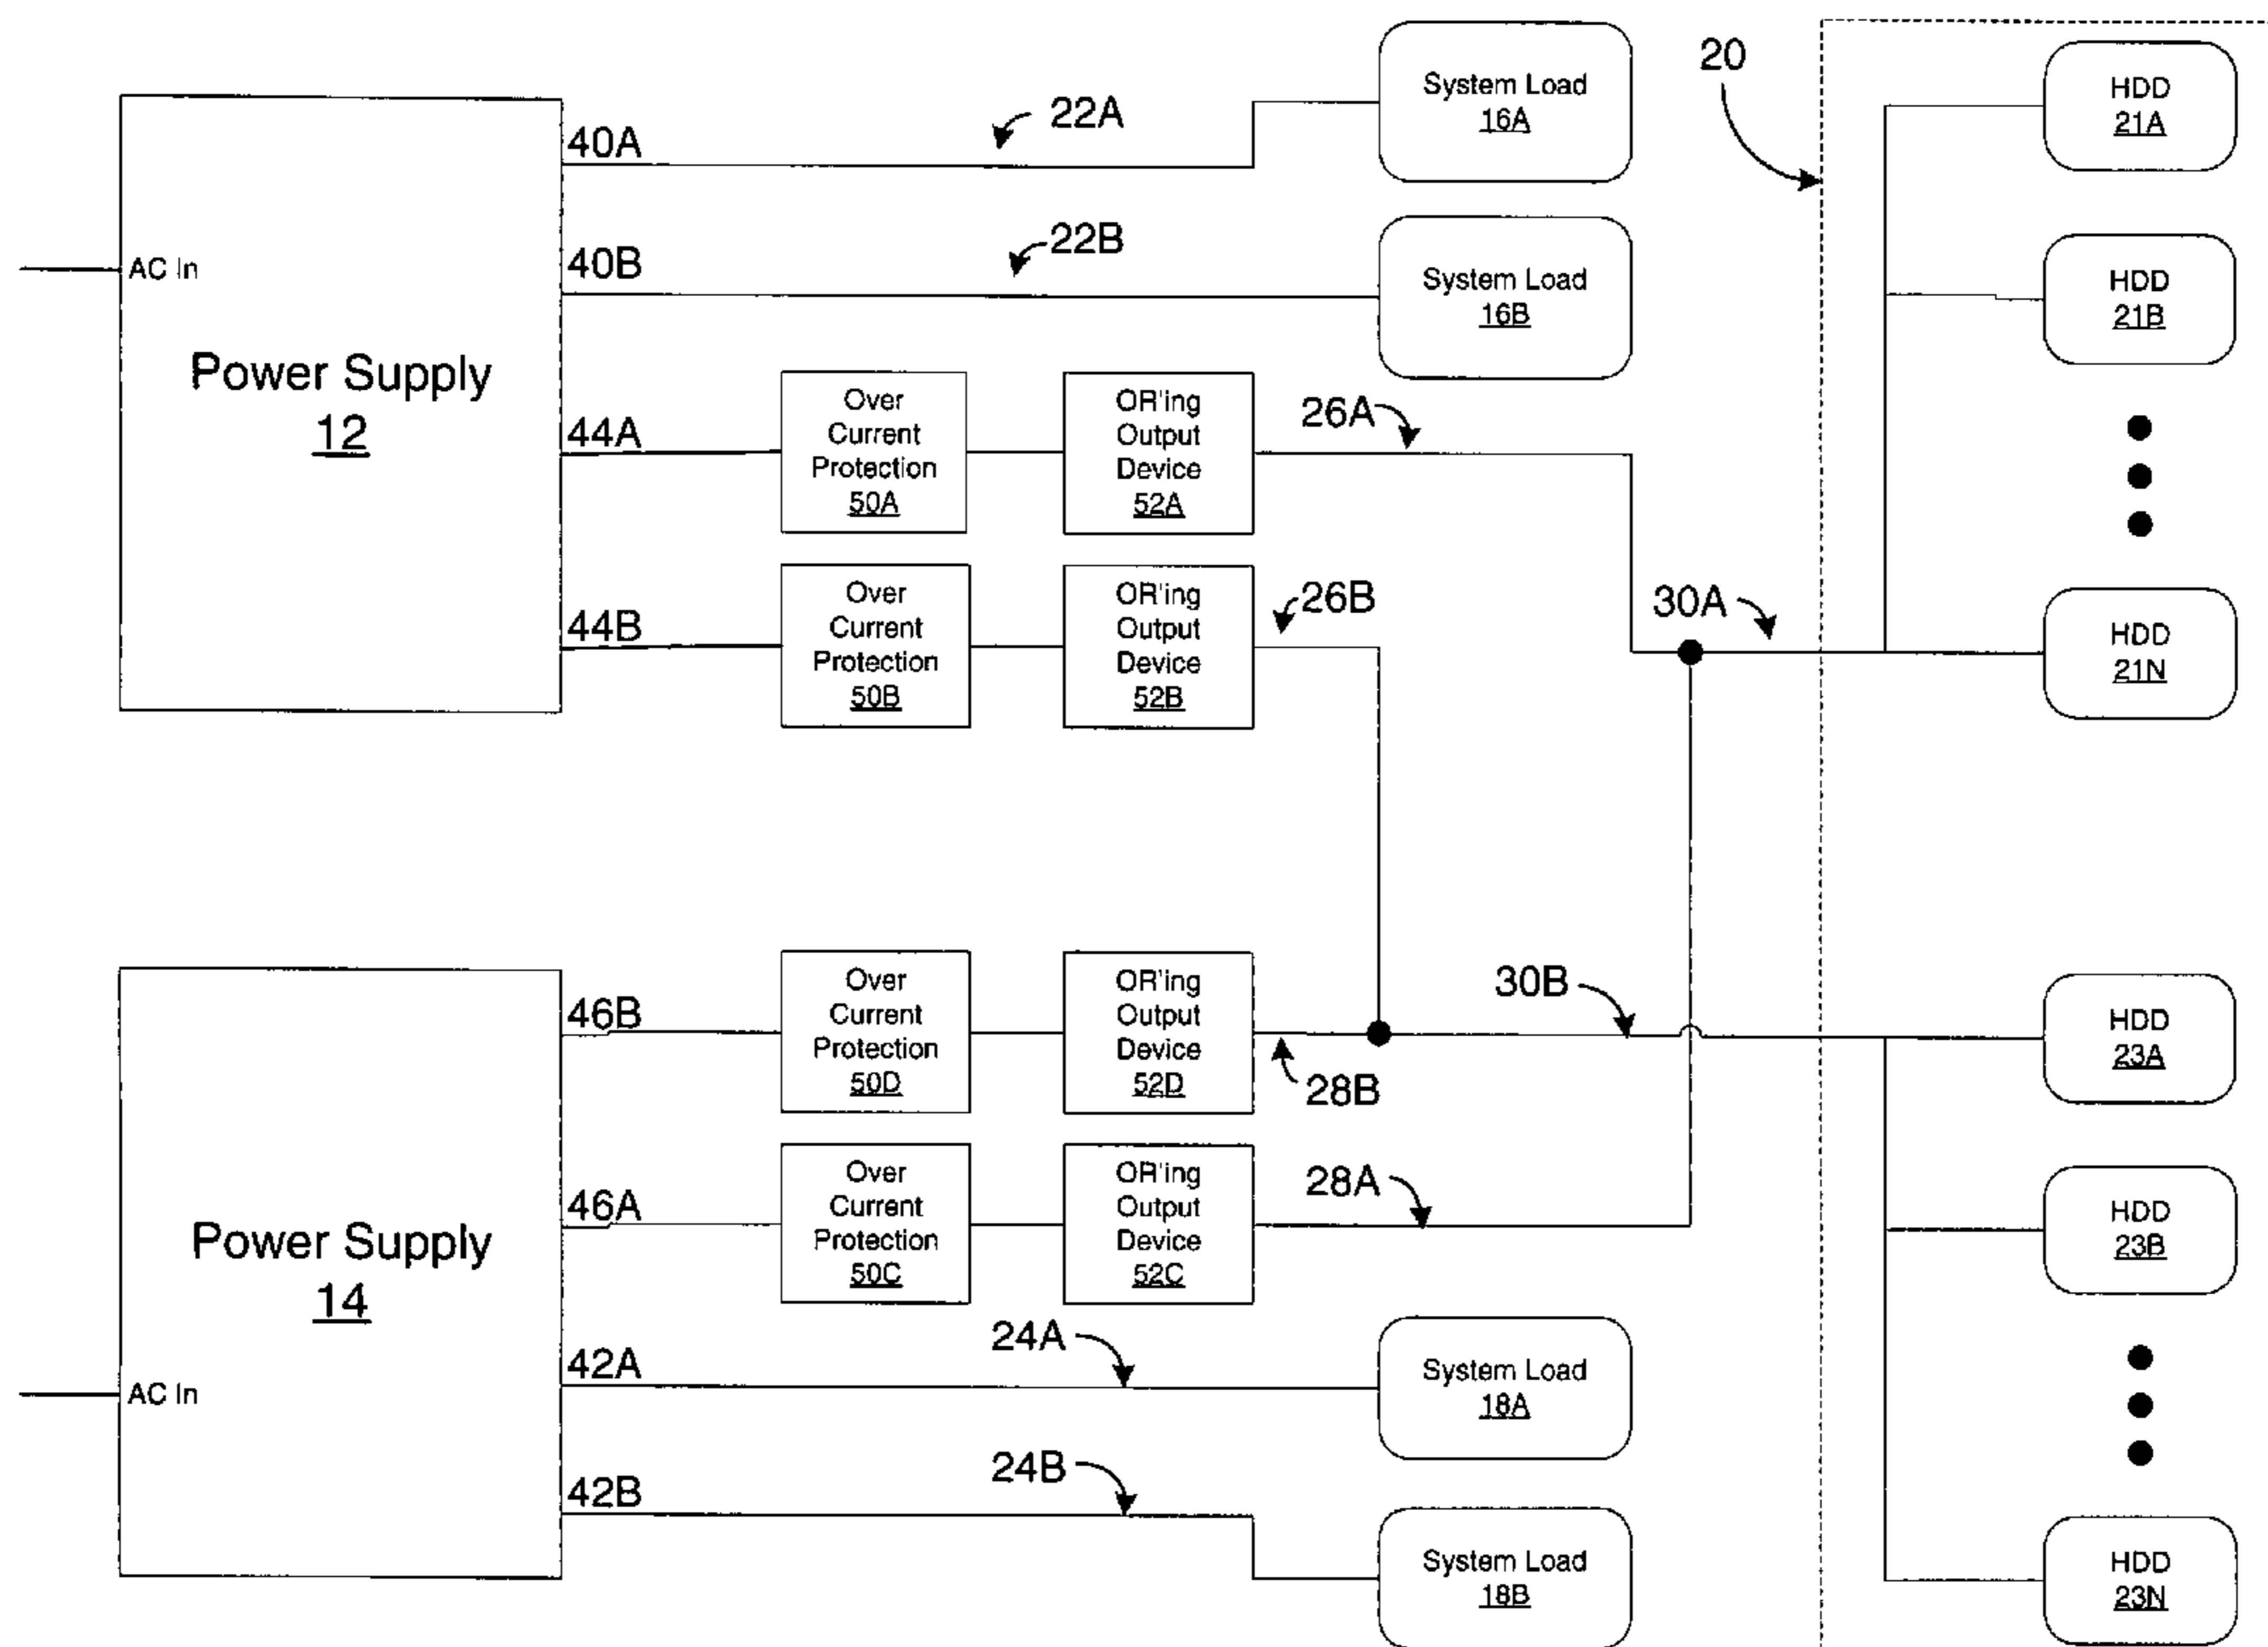 20
HDD
21A
System Load
16A
22A
40A
HDD
21B
System Load
16B
22B
40B
AC In
Power Supply
12
44A
Over
Current
Protection
50A
OR'ing
Output
Device
52A
26A
44B
Over
Current
Protection
50B
OR'ing
Output
Device
52B
26B
30A
HDD
21N
46B
Over
Current
Protection
50D
OR'ing
Output
Device
52D
28B
30B
HDD
23A
Power Supply
14
46A
Over
Current
Protection
50C
OR'ing
Output
Device
52C
28A
HDD
23B
AC In
42A
24A
System Load
18A
42B
24B
System Load
18B
HDD
23N